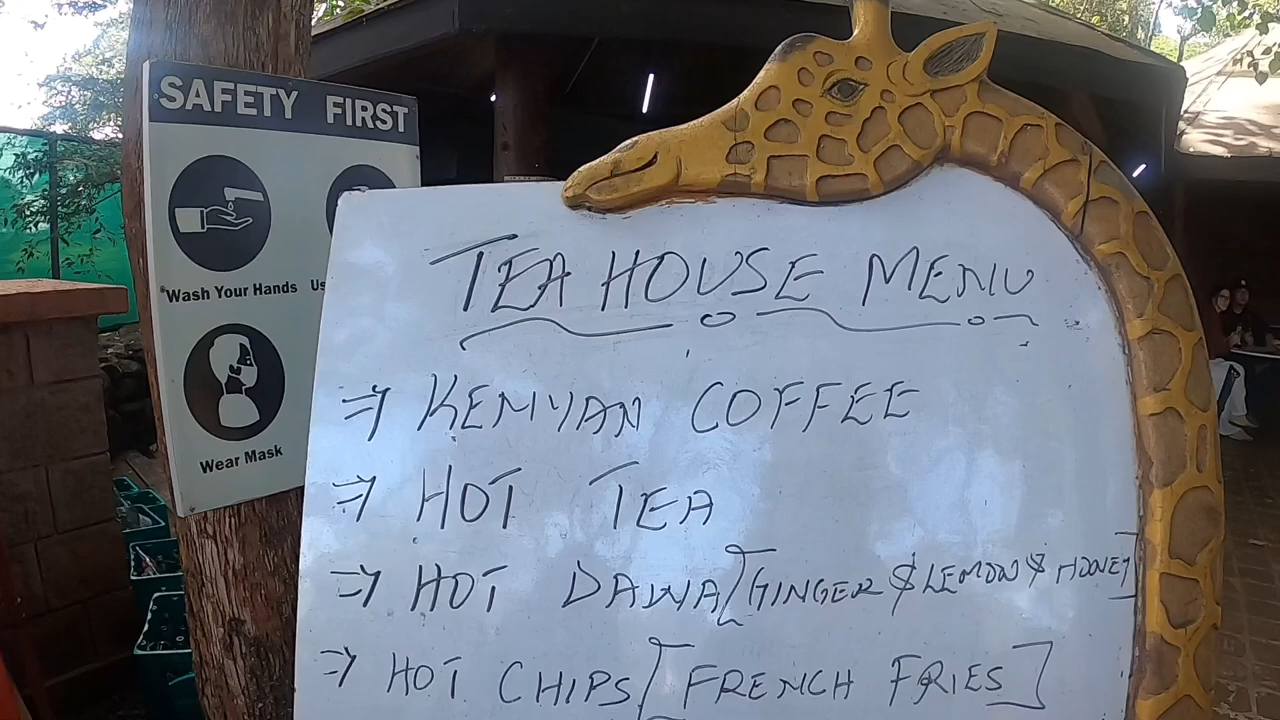 SAFETY FIRST
Wash Your Hands
Us
Wear Mask
TEA HOUSE MENU
⇒ KENYAN COFFEE
⇒ HOT TEA
⇒ HOT DAWA [GINGER & LEMON & HONEY]
⇒ HOT CHIPS [FRENCH FRIES]